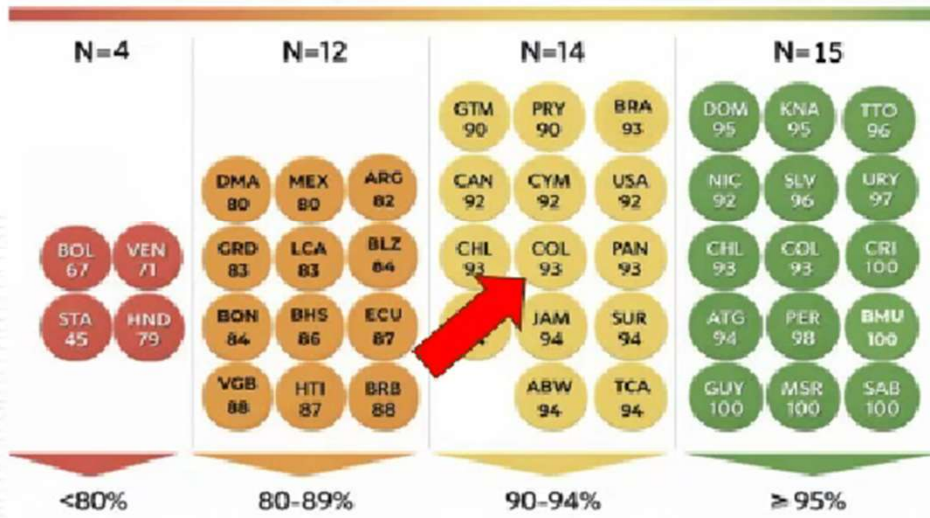 N=4
N=12
N=14
N=15
BOL 67
VEN 71
STA 45
HND 79
DMA 80
MEX 80
ARG 82
GRD 83
LCA 83
BLZ 84
BON 84
BHS 86
ECU 87
VGB 88
HTI 87
BRB 88
GTM 90
PRY 90
BRA 93
CAN 92
CYM 92
USA 92
CHL 93
COL 93
PAN 93
JAM 94
SUR 94
ABW 94
TCA 94
DOM 95
KNA 95
TTO 96
NIC 92
SLV 96
URY 97
CHL 93
COL 93
CRI 100
ATG 94
PER 98
BMU 100
GUY 100
MSR 100
SAB 100
<80%
80-89%
90-94%
≥ 95%